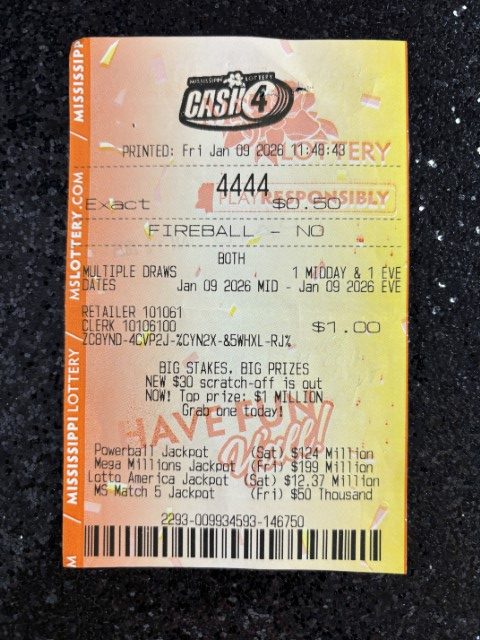 MISSISSIPPI LOTTERY
CASH 4
PRINTED: Fri Jan 09 2026 11:48:43
LOTTERY
4444
PLAY RESPONSIBLY
Exact $0.50
FIREBALL - NO
BOTH
MULTIPLE DRAWS 1 MIDDAY & 1 EVE
DATES Jan 09 2026 MID - Jan 09 2026 EVE
RETAILER 101061
CLERK 10106100 $1.00
ZCBYND-4CVP2J-%CYN2X-&5WHXL-RJ%
BIG STAKES. BIG PRIZES
NEW $30 scratch-off is out
NOW! Top prize: $1 MILLION
Grab one today!
HAVE FUN,
Y'all!
Powerball Jackpot (Sat) $124 Million
Mega Millions Jackpot (Fri) $199 Million
Lotto America Jackpot (Sat) $12.37 Million
MS Match 5 Jackpot (Fri) $50 Thousand
2293-009934593-146750
MISSISSIPP
MSLOTTERY.COM
MISSISSIPPI LOTTERY
M